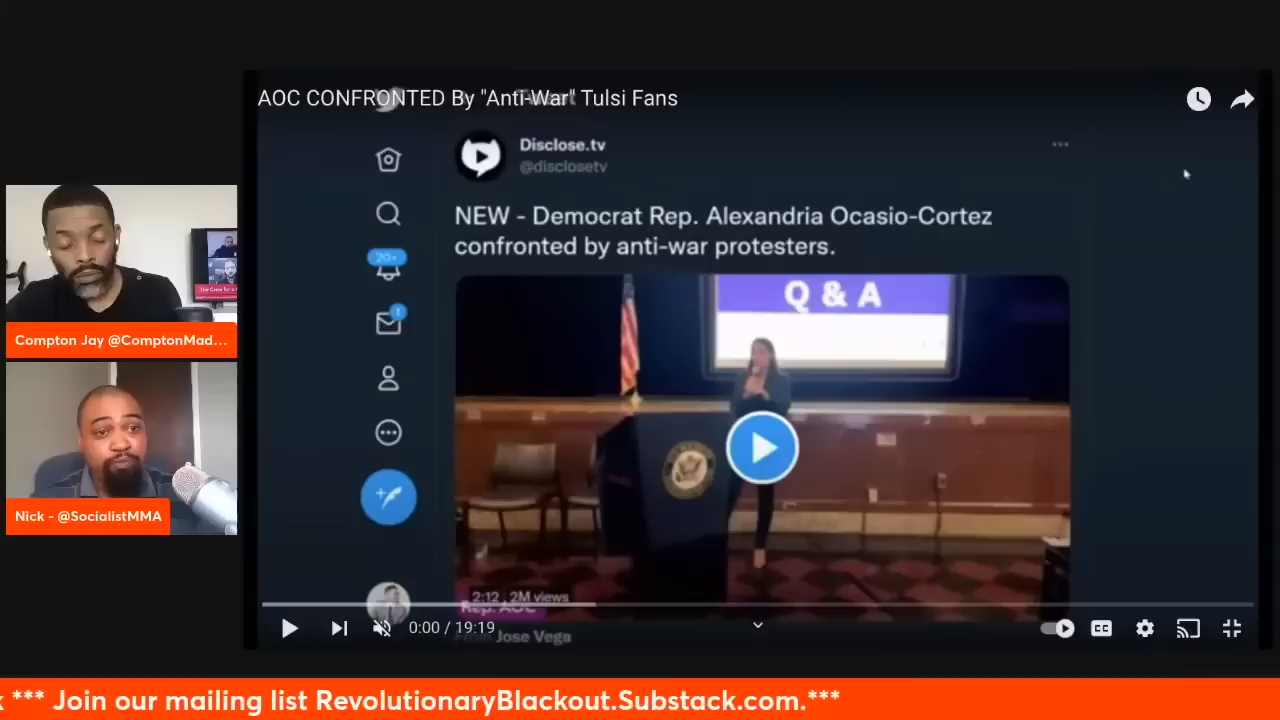 AOC CONFRONTED By "Anti-War" Tulsi Fans
Disclose.tv
@disclosetv
NEW - Democrat Rep. Alexandria Ocasio-Cortez
confronted by anti-war protesters.
20+
1
Q & A
2:12
2M views
Rep. AOC
Jose Vega
0:00 / 19:19
CC
Compton Jay @ComptonMad...
Nick - @SocialistMMA
*** Join our mailing list RevolutionaryBlackout.Substack.com.***